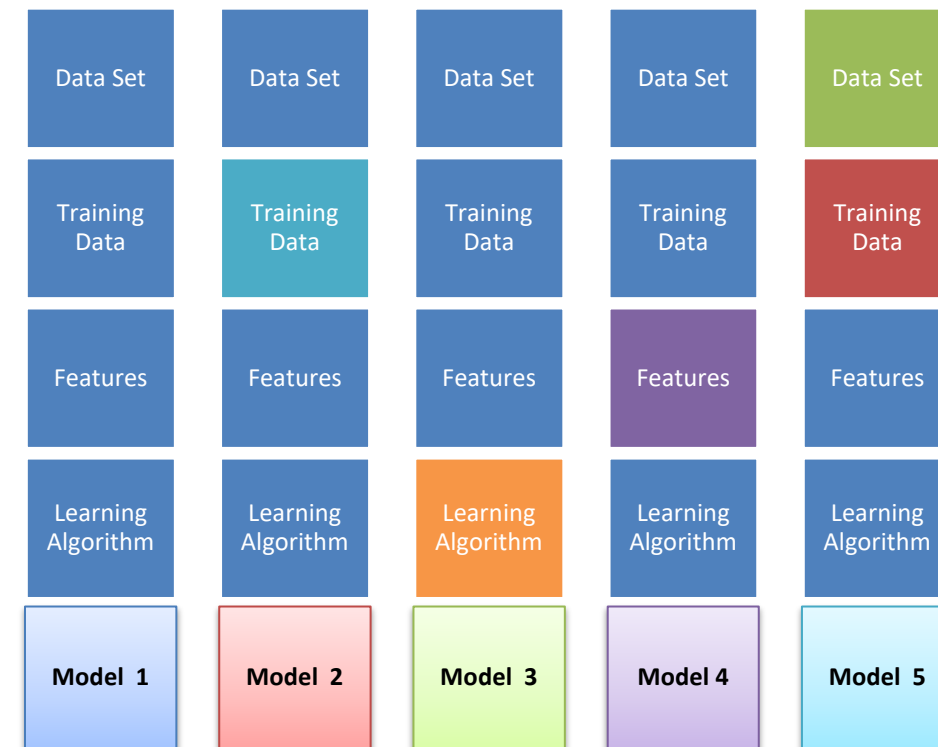 Data Set
Data Set
Data Set
Data Set
Data Set
Training
Data
Training
Data
Training
Data
Training
Data
Training
Data
Features
Features
Features
Features
Features
Learning
Algorithm
Learning
Algorithm
Learning
Algorithm
Learning
Algorithm
Learning
Algorithm
Model 1
Model 2
Model 3
Model 4
Model 5